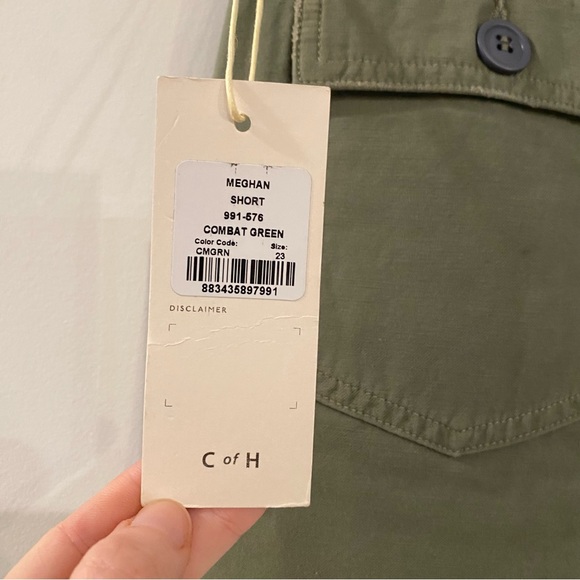 MEGHAN
SHORT
991-576
COMBAT GREEN
Color Code: Size:
CMGRN 23
883435897991
DISCLAIMER
C of H